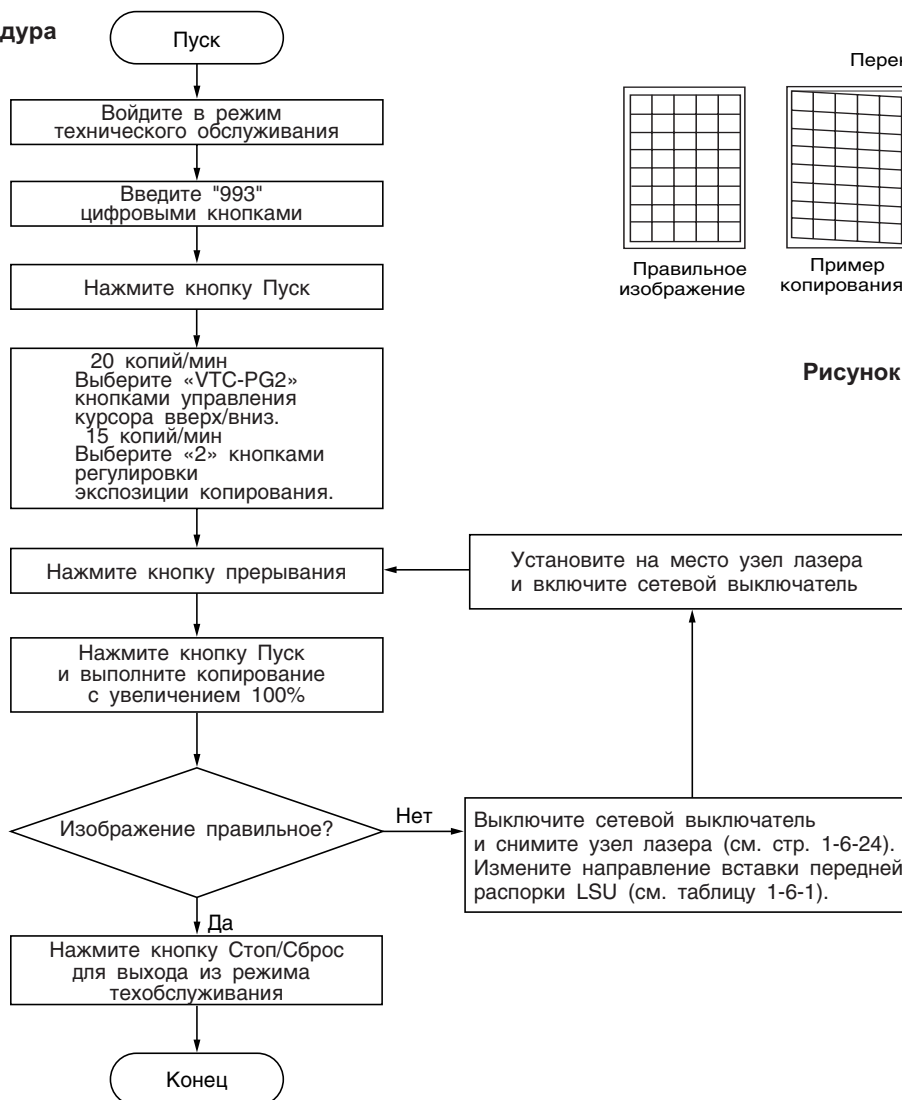 дура
Пуск
Войдите в режим
технического обслуживания
Введите "993"
цифровыми кнопками
Нажмите кнопку Пуск
20 копий/мин
Выберите «VTC-PG2»
кнопками управления
курсора вверх/вниз.
15 копий/мин
Выберите «2» кнопками
регулировки
экспозиции копирования.
Нажмите кнопку прерывания
Нажмите кнопку Пуск
и выполните копирование
с увеличением 100%
Изображение правильное?
Нет
Да
Нажмите кнопку Стоп/Сброс
для выхода из режима
техобслуживания
Конец
Перек
Правильное
изображение
Пример
копирования
Рисунок
Установите на место узел лазера
и включите сетевой выключатель
Выключите сетевой выключатель
и снимите узел лазера (см. стр. 1-6-24).
Измените направление вставки передней
распорки LSU (см. таблицу 1-6-1).